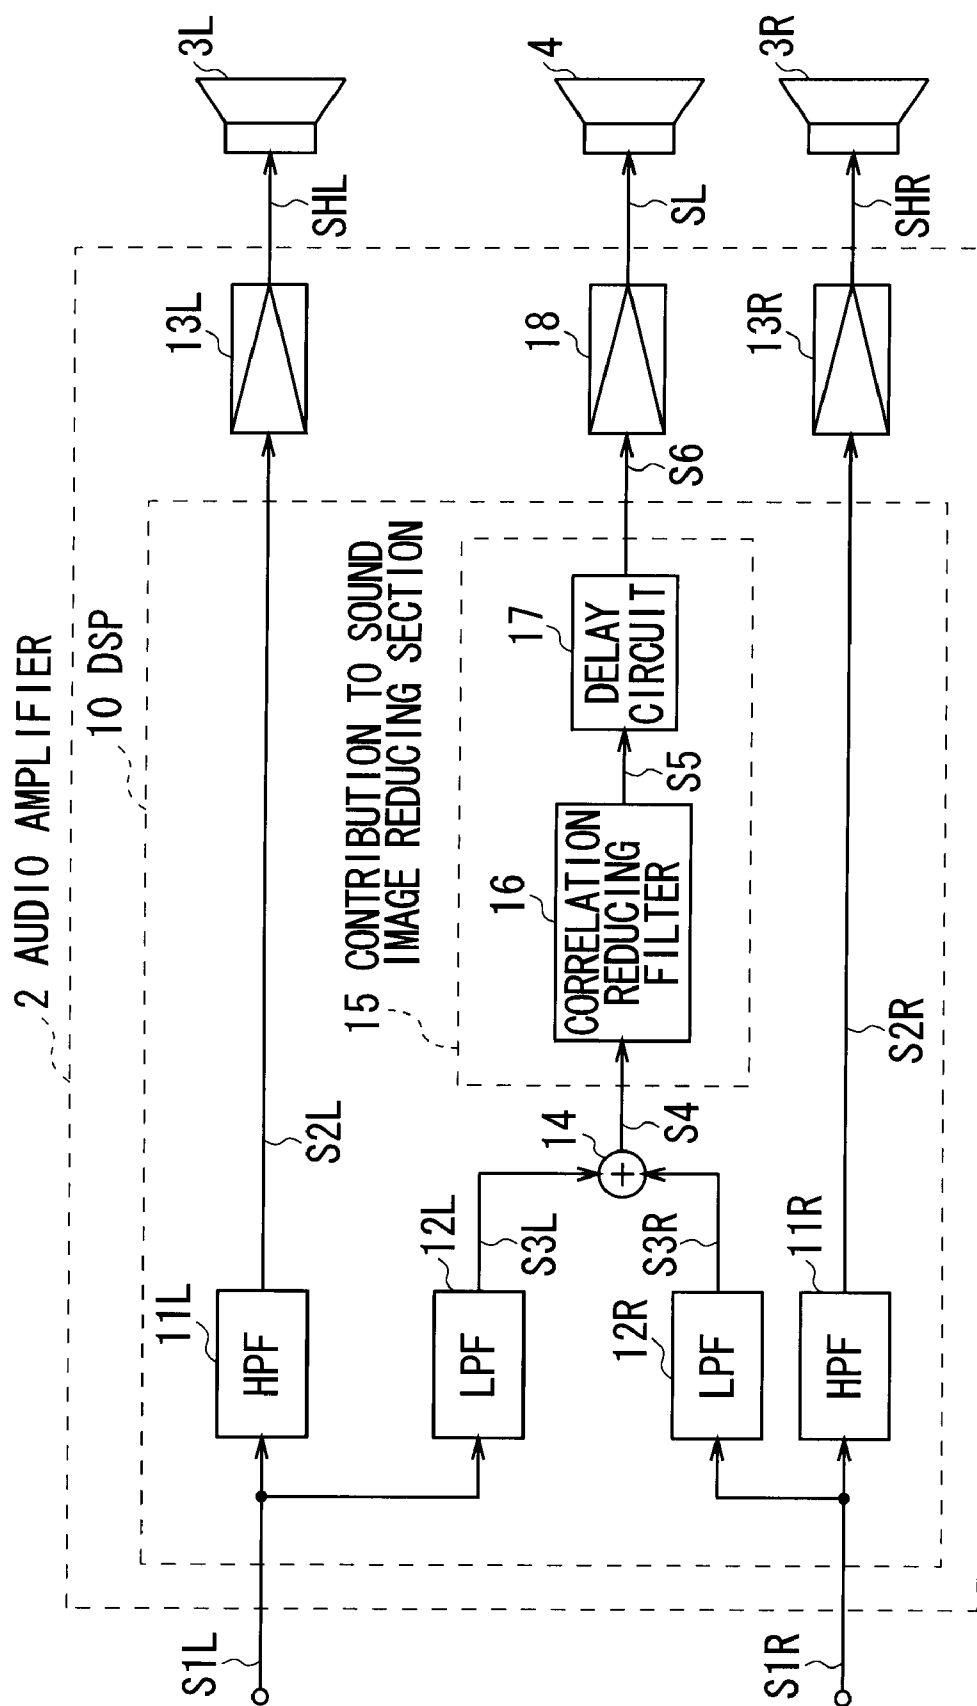 2 AUDIO AMPLIFIER
10 DSP
S1L
11L
HPF
S2L
13L
SHL
3L
15 CONTRIBUTION TO SOUND
IMAGE REDUCING SECTION
12L
LPF
S3L
14
+
S4
16
CORRELATION
REDUCING
FILTER
S5
17
DELAY
CIRCUIT
S6
18
SL
4
12R
LPF
S3R
S1R
11R
HPF
S2R
13R
SHR
3R